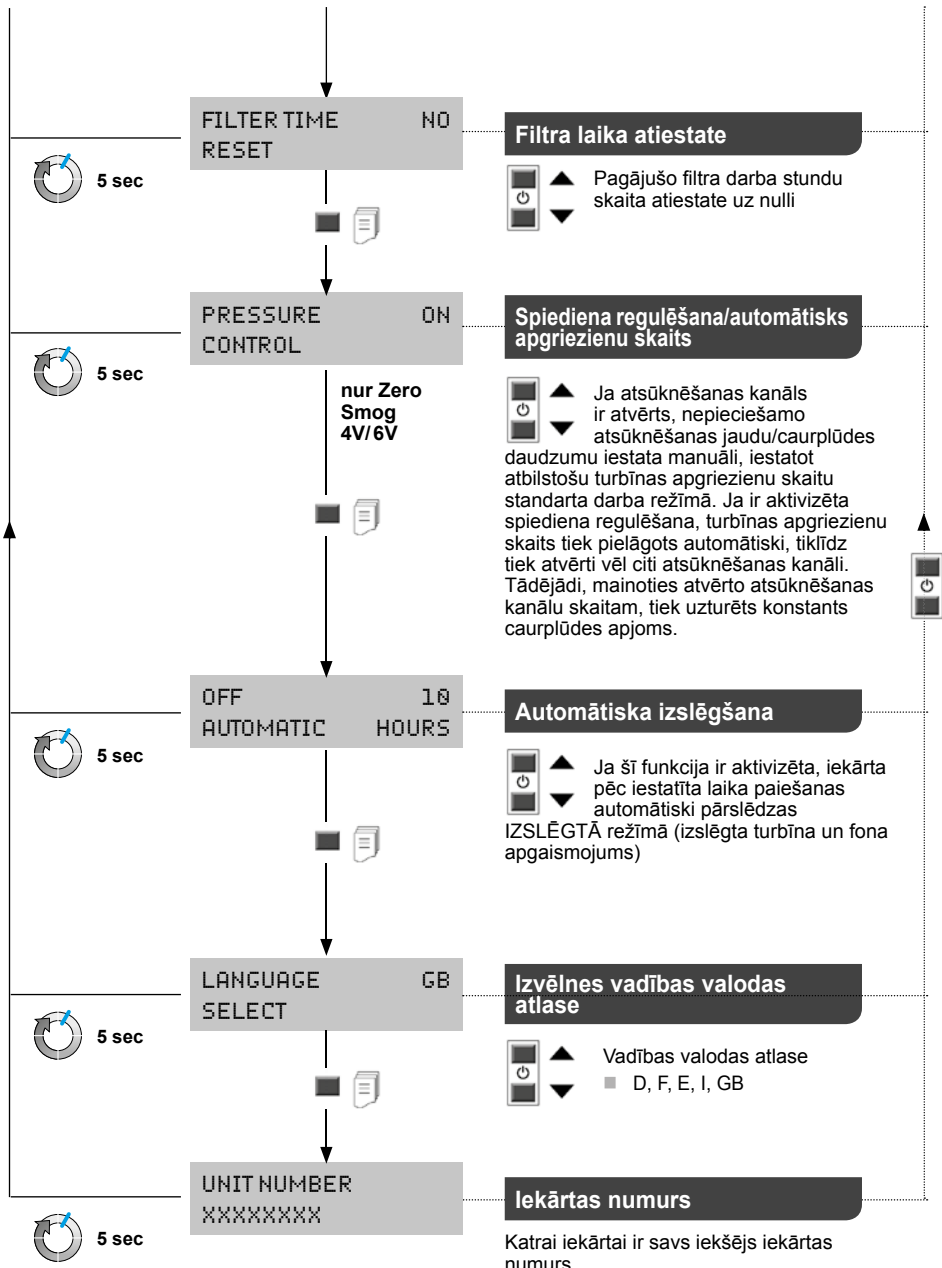 FILTER TIME NO
RESET
5 sec
Filtra laika atiestate
Pagājušo filtra darba stundu
skaita atiestate uz nulli
PRESSURE ON
CONTROL
5 sec
nur Zero
Smog
4V/6V
Spiediena regulēšana/automātisks
apgriezienu skaits
Ja atsūknēšanas kanāls
ir atvērts, nepieciešamo
atsūknēšanas jaudu/caurplūdes
daudzumu iestata manuāli, iestatot
atbilstošu turbīnas apgriezienu skaitu
standarta darba režīmā. Ja ir aktivizēta
spiediena regulēšana, turbīnas apgriezienu
skaits tiek pielāgots automātiski, tiklīdz
tiek atvērti vēl citi atsūknēšanas kanāli.
Tādējādi, mainoties atvērto atsūknēšanas
kanālu skaitam, tiek uzturēts konstants
caurplūdes apjoms.
OFF 10
AUTOMATIC HOURS
5 sec
Automātiska izslēgšana
Ja šī funkcija ir aktivizēta, iekārta
pēc iestatīta laika paiešanas
automātiski pārslēdzas
IZSLĒGTĀ režīmā (izslēgta turbīna un fona
apgaismojums)
LANGUAGE GB
SELECT
5 sec
Izvēlnes vadības valodas
atlase
Vadības valodas atlase
D, F, E, I, GB
UNIT NUMBER
XXXXXXXX
5 sec
Iekārtas numurs
Katrai iekārtai ir savs iekšējs iekārtas
numurs